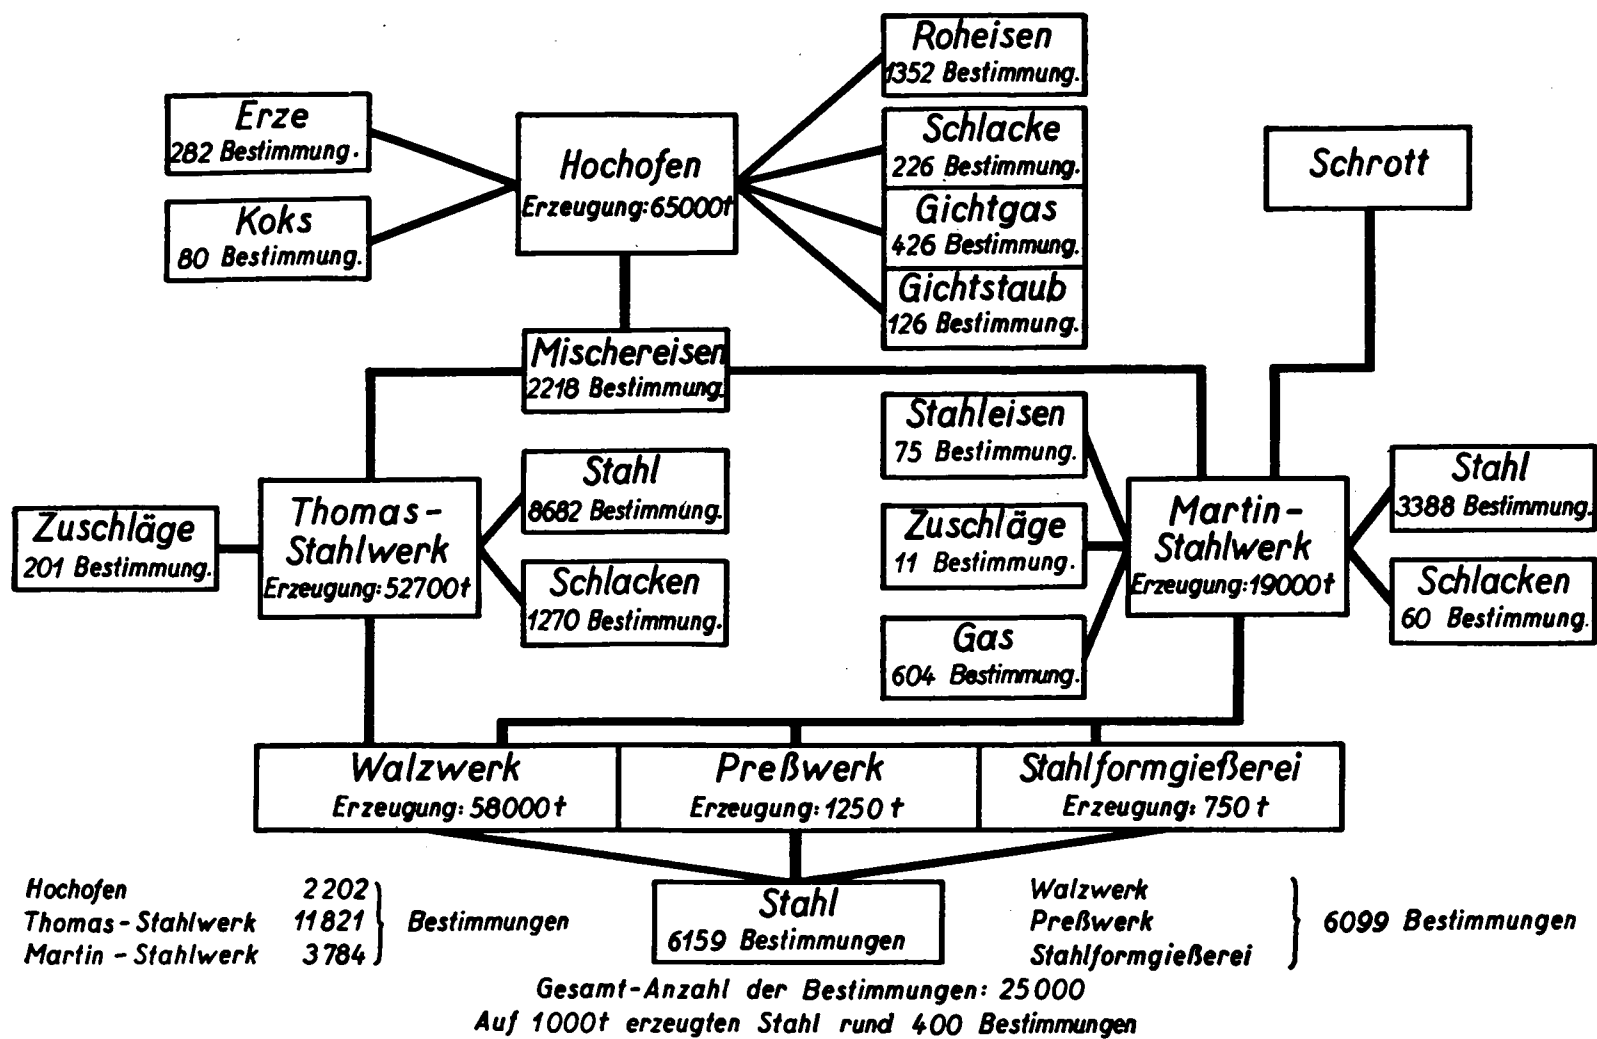 Roheisen
1352 Bestimmung.
Erze
282 Bestimmung.
Hochofen
Erzeugung: 65000t
Schlacke
226 Bestimmung.
Schrott
Koks
80 Bestimmung.
Gichtgas
426 Bestimmung.
Gichtstaub
126 Bestimmung.
Mischereisen
2218 Bestimmung.
Stahleisen
75 Bestimmung.
Stahl
8682 Bestimmung.
Stahl
3388 Bestimmung.
Zuschläge
201 Bestimmung.
Thomas-
Stahlwerk
Erzeugung: 52700t
Zuschläge
11 Bestimmung.
Martin-
Stahlwerk
Erzeugung: 19000t
Schlacken
1270 Bestimmung.
Schlacken
60 Bestimmung.
Gas
604 Bestimmung.
Walzwerk
Erzeugung: 58000t
Preßwerk
Erzeugung: 1250 t
Stahlformgießerei
Erzeugung: 750 t
Hochofen 2202
Thomas-Stahlwerk 11821 Bestimmungen
Martin-Stahlwerk 3784
Stahl
6159 Bestimmungen
Walzwerk
Preßwerk 6099 Bestimmungen
Stahlformgießerei
Gesamt-Anzahl der Bestimmungen: 25000
Auf 1000t erzeugten Stahl rund 400 Bestimmungen